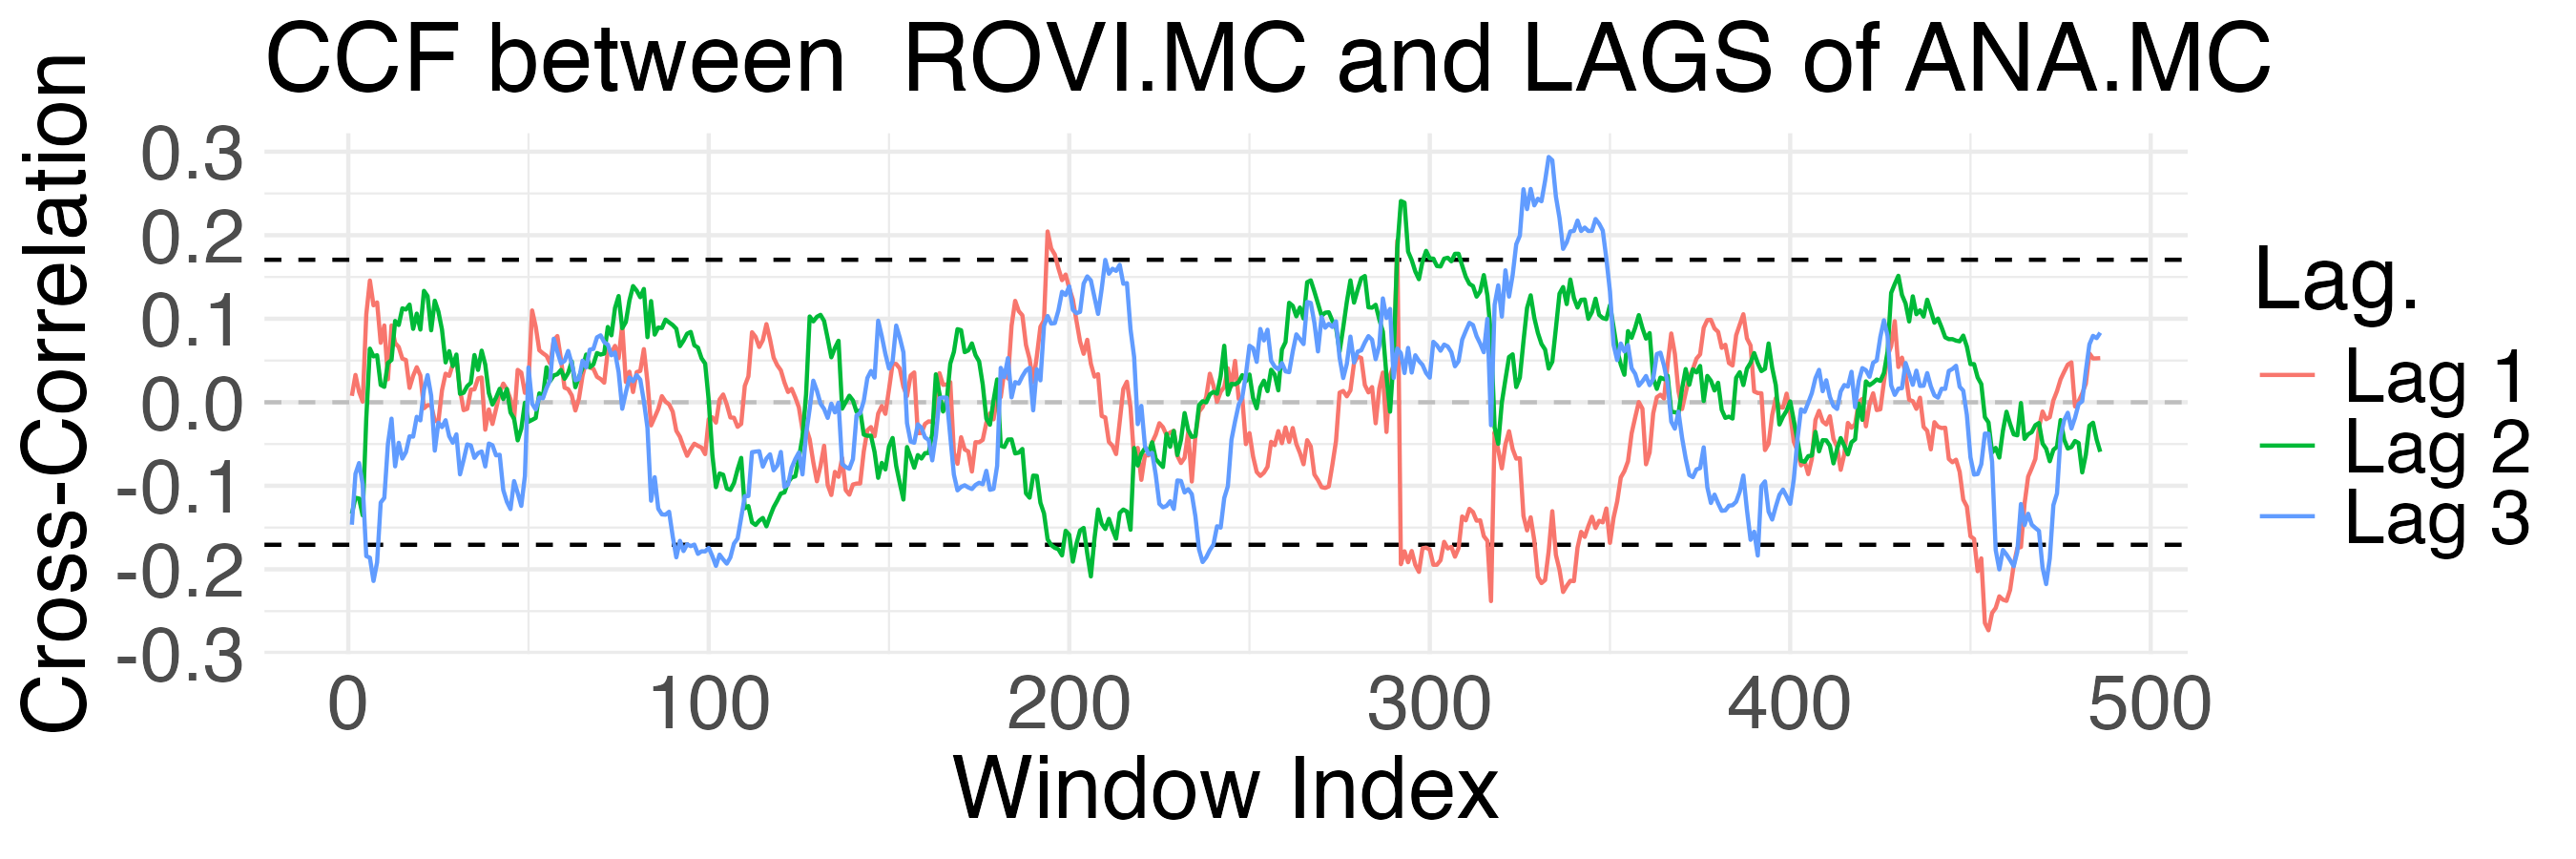 CCF between  ROVI.MC and LAGS of ANA.MC
Cross-Correlation
0.3
0.2
0.1
0.0
-0.1
-0.2
-0.3
0 100 200 300 400 500
Window Index
Lag.
Lag 1
Lag 2
Lag 3